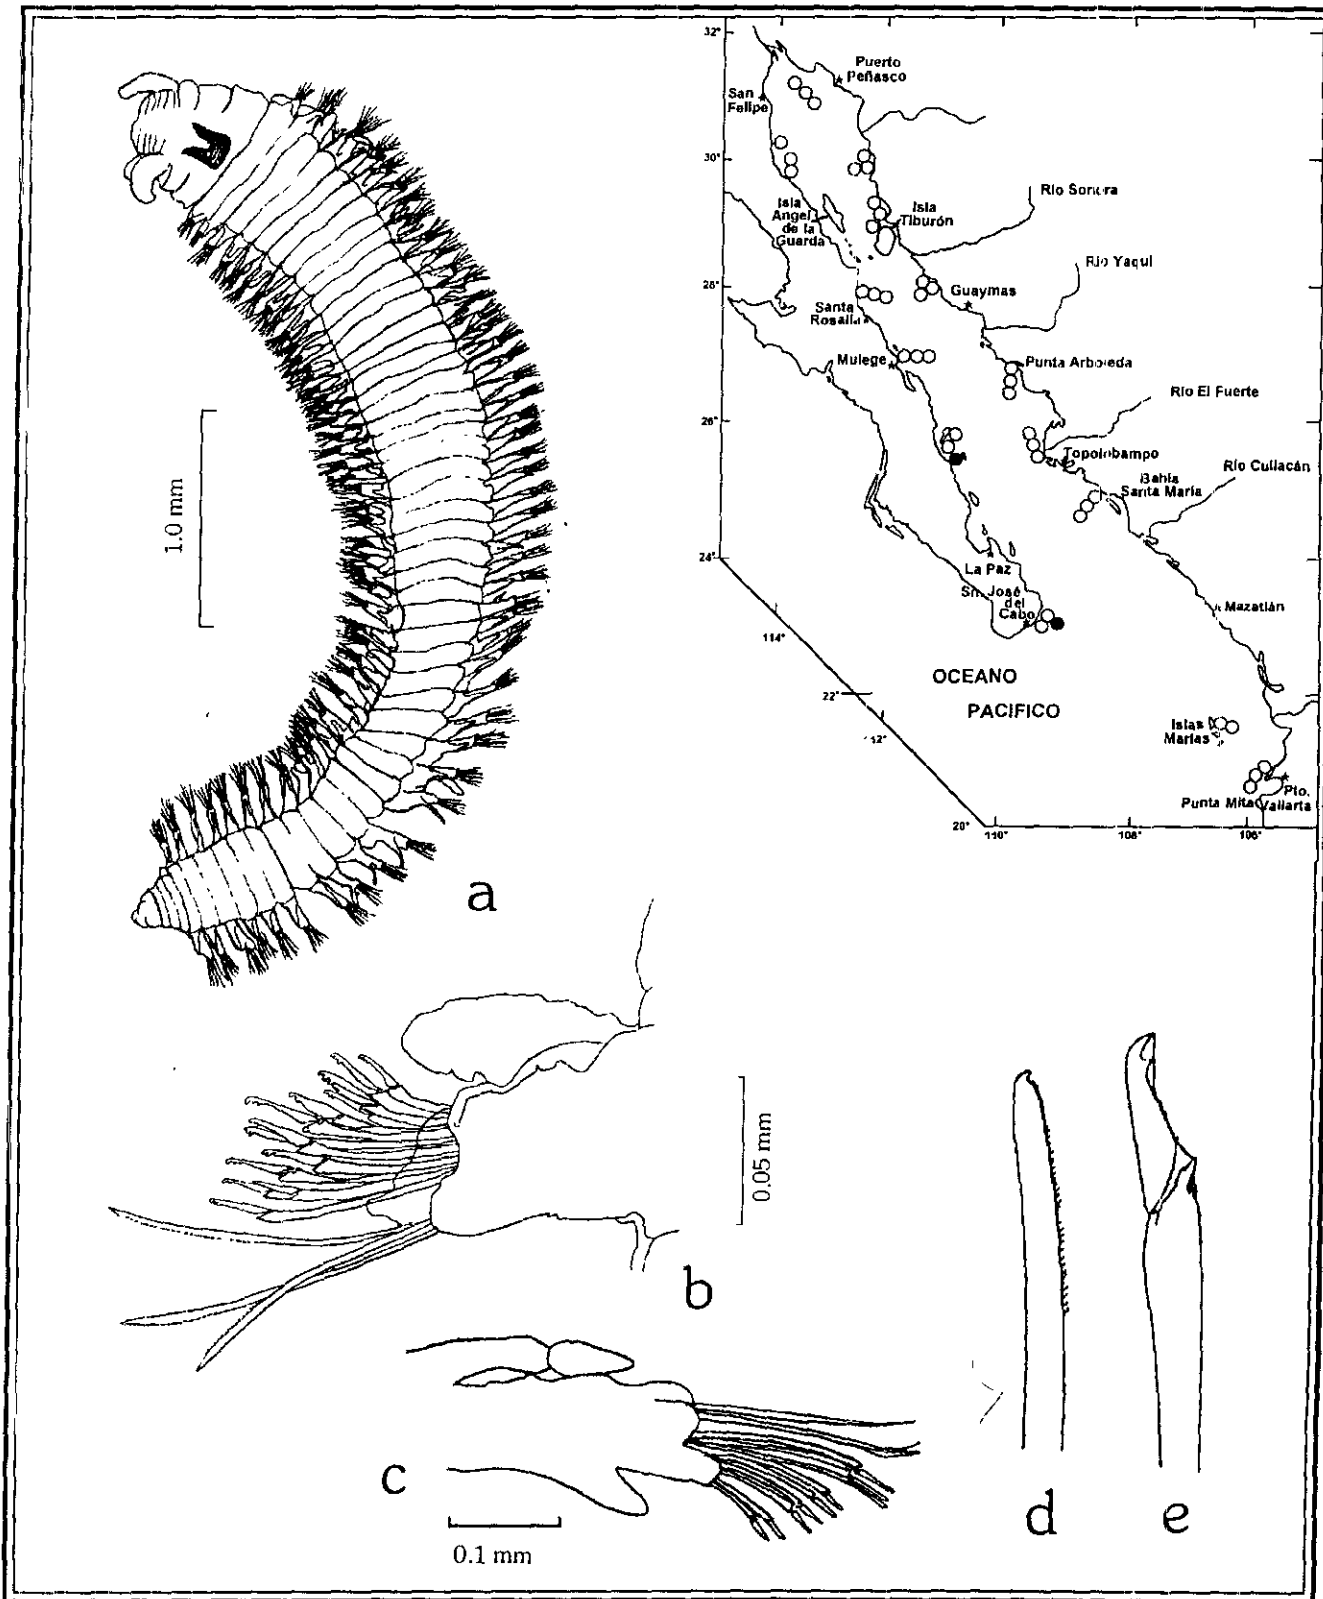 32°
Puerto
Peñasco
San
Felipe
30°
Río Sonora
Isla
Angel
de la
Guarda
Isla
Tiburón
Río Yaqui
28°
Guaymas
Santa
Rosalia
Mulege
Punta Arboleda
Río El Fuerte
26°
Topolobampo
Río Culiacán
Bahía
Santa María
24°
La Paz
Sn. José
del
Cabo
Mazatlán
114°
OCEANO
PACIFICO
22°
112°
Islas
Marías
Pto.
Punta Mita
Vallarta
20°
110°
108°
106°
1.0 mm
a
0.05 mm
b
c
0.1 mm
d
e